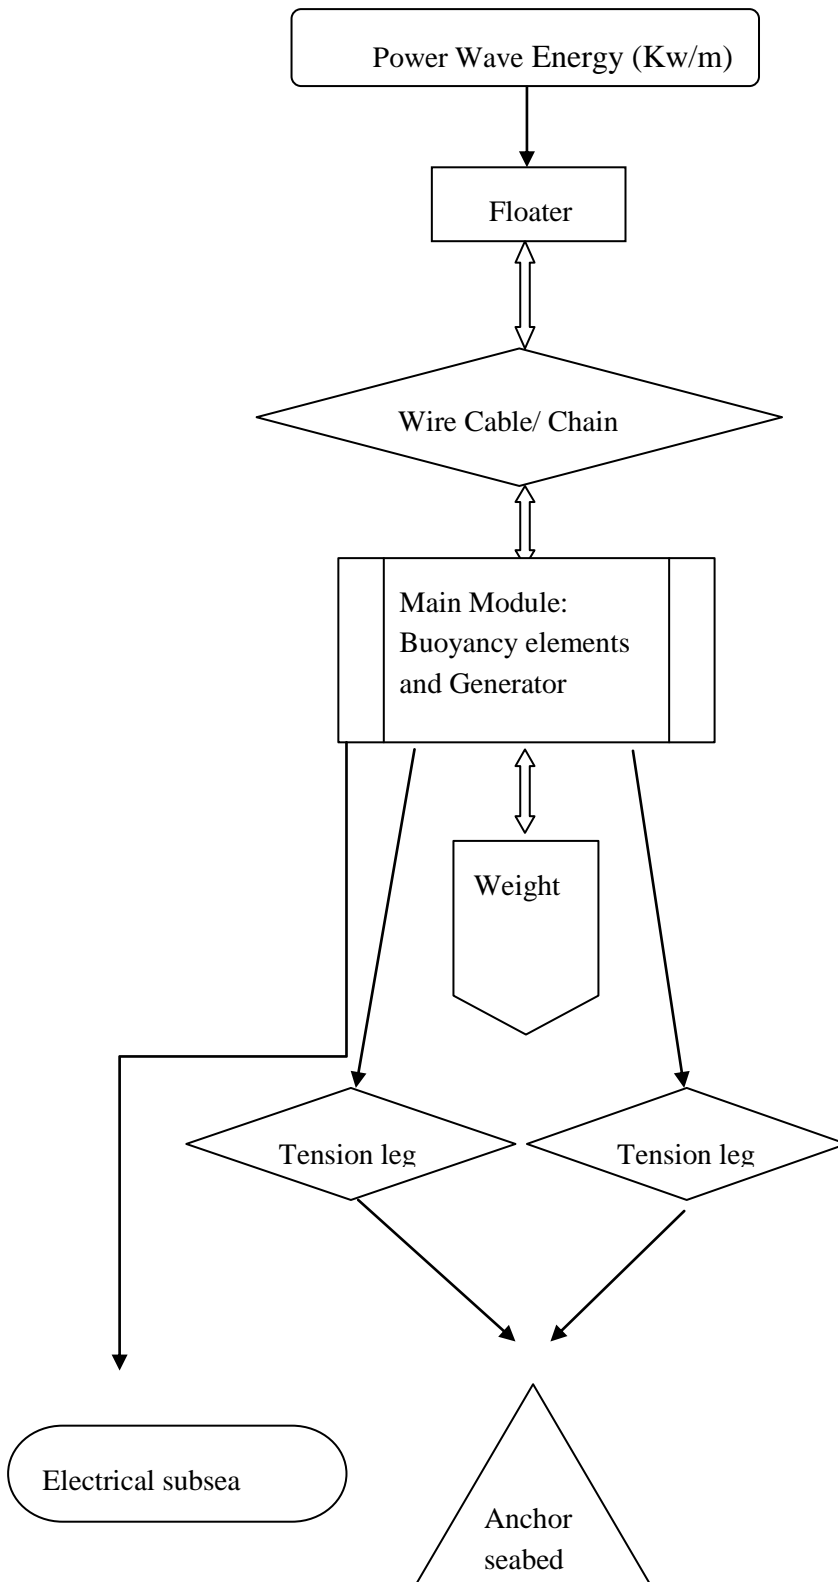 Power Wave Energy (Kw/m)
Floater
Wire Cable/ Chain
Main Module:
Buoyancy elements
and Generator
Weight
Tension leg
Tension leg
Electrical subsea
Anchor
seabed